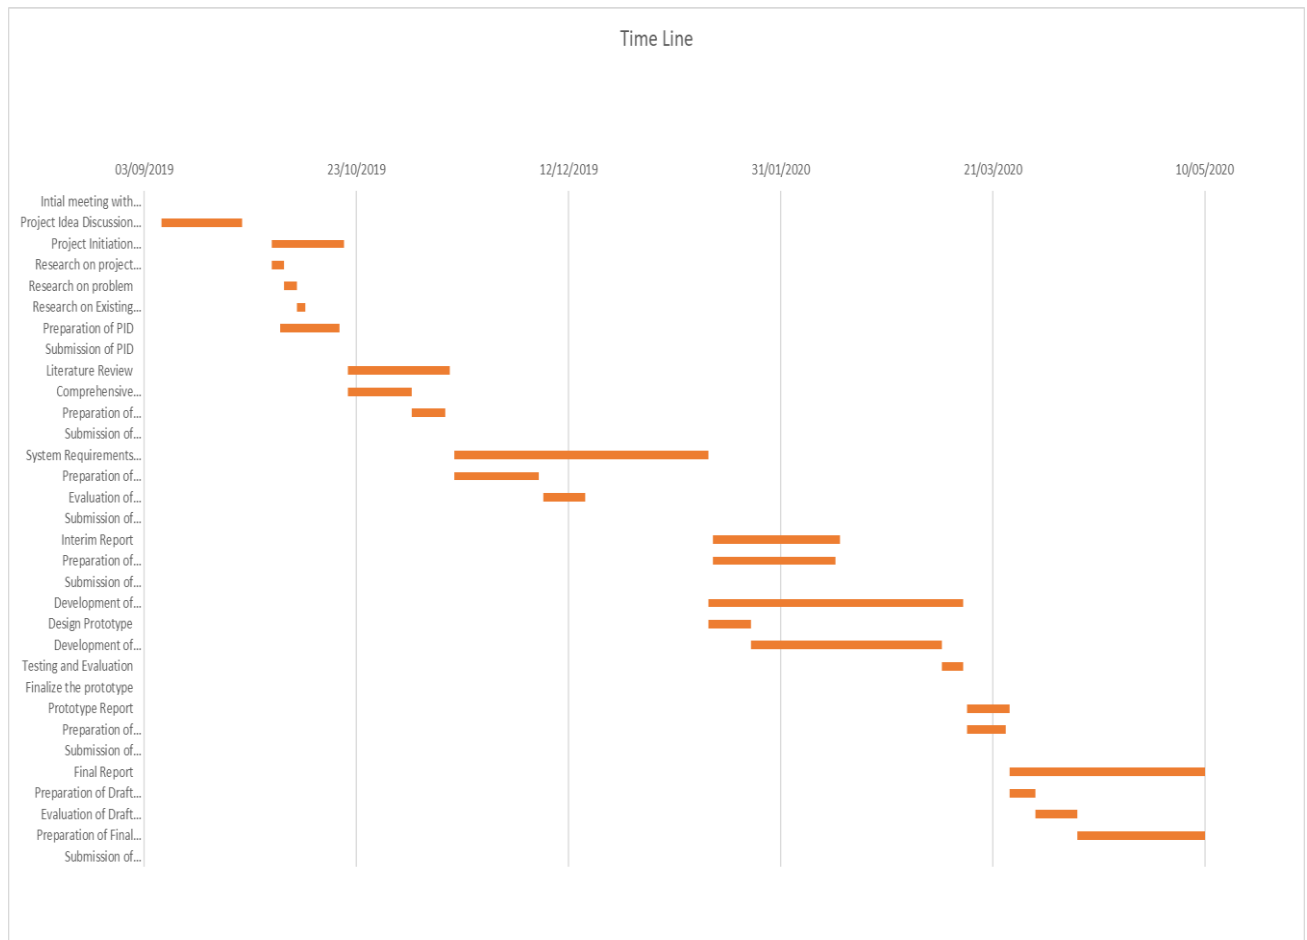 Time Line
03/09/2019 23/10/2019 12/12/2019 31/01/2020 21/03/2020 10/05/2020
Intial meeting with...
Project Idea Discussion...
Project Initiation...
Research on project...
Research on problem
Research on Existing...
Preparation of PID
Submission of PID
Literature Review
Comprehensive...
Preparation of...
Submission of...
System Requirements...
Preparation of...
Evaluation of...
Submission of...
Interim Report
Preparation of...
Submission of...
Development of...
Design Prototype
Development of...
Testing and Evaluation
Finalize the prototype
Prototype Report
Preparation of...
Submission of...
Final Report
Preparation of Draft...
Evaluation of Draft...
Preparation of Final...
Submission of...